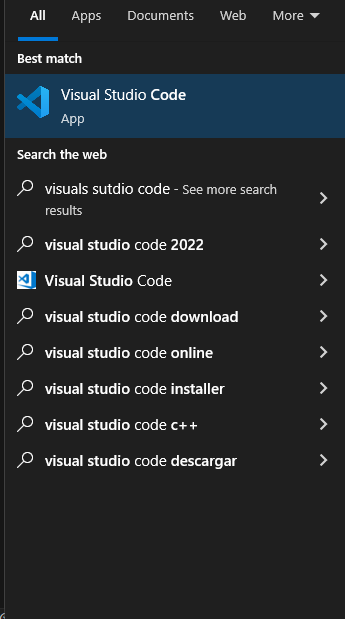 All Apps Documents Web More
Best match
Visual Studio Code
App
Search the web
visuals sutdio code - See more search
results
visual studio code 2022
Visual Studio Code
visual studio code download
visual studio code online
visual studio code installer
visual studio code c++
visual studio code descargar